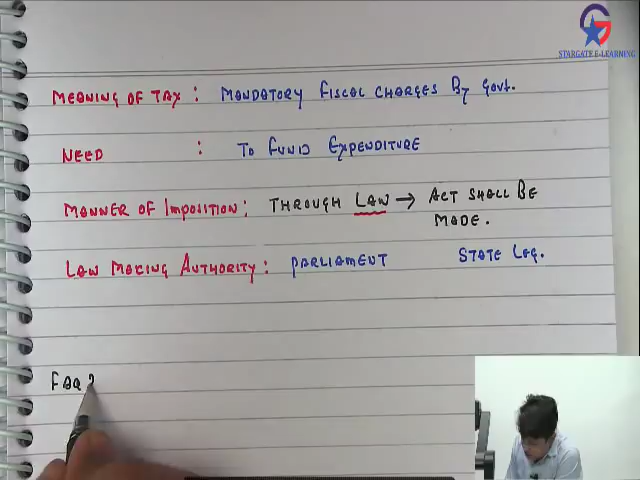 STARGATE E-LEARNING
MEANING OF TAX : MANDATORY FISCAL CHARGES BY GOVT.
NEED : TO FUND EXPENDITURE
MANNER OF IMPOSITION : THROUGH LAW → ACT SHALL BE
MADE.
LAW MAKING AUTHORITY : PARLIAMENT STATE LEG.